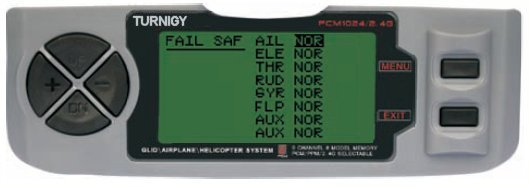 TURNIGY
PCM1024/2.4G
FAIL SAF AIL NOR
ELE NOR
THR NOR
RUD NOR
GYR NOR
FLP NOR
AUX NOR
AUX NOR
UP
+
-
DN
MENU
EXIT
GLID\AIRPLANE\HELICOPTER SYSTEM
9 CHANNEL 8 MODEL MEMORY
PCM/PPM/2.4G SELECTABLE